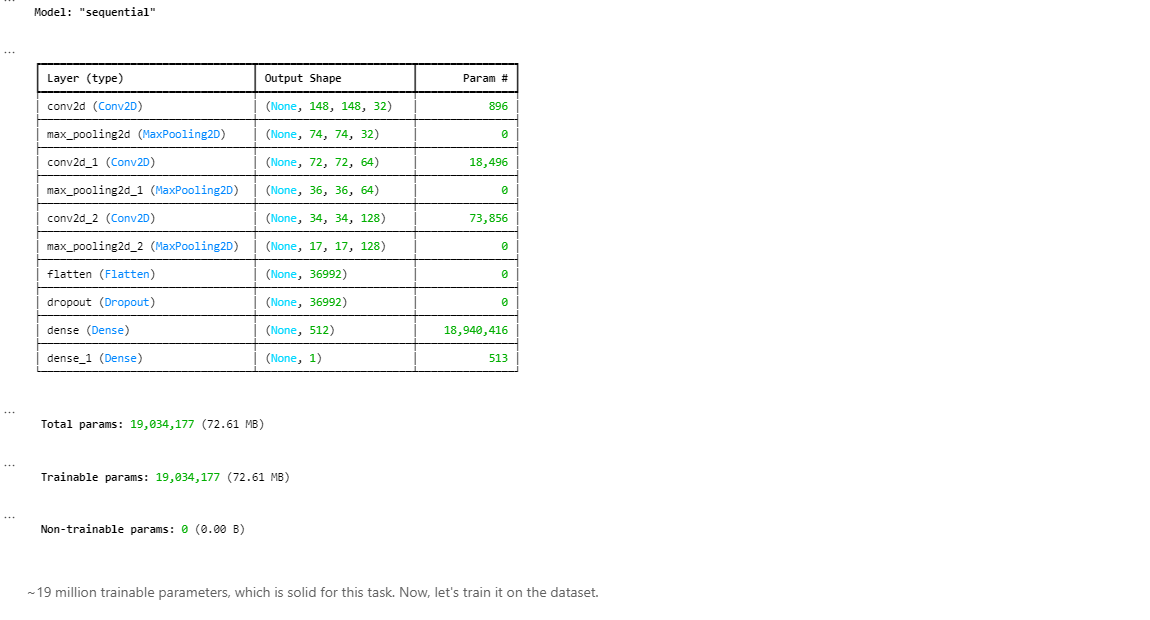 ...
Model: "sequential"
...
Layer (type) Output Shape Param #
conv2d (Conv2D) (None, 148, 148, 32) 896
max_pooling2d (MaxPooling2D) (None, 74, 74, 32) 0
conv2d_1 (Conv2D) (None, 72, 72, 64) 18,496
max_pooling2d_1 (MaxPooling2D) (None, 36, 36, 64) 0
conv2d_2 (Conv2D) (None, 34, 34, 128) 73,856
max_pooling2d_2 (MaxPooling2D) (None, 17, 17, 128) 0
flatten (Flatten) (None, 36992) 0
dropout (Dropout) (None, 36992) 0
dense (Dense) (None, 512) 18,940,416
dense_1 (Dense) (None, 1) 513
...
Total params: 19,034,177 (72.61 MB)
...
Trainable params: 19,034,177 (72.61 MB)
...
Non-trainable params: 0 (0.00 B)
~19 million trainable parameters, which is solid for this task. Now, let's train it on the dataset.